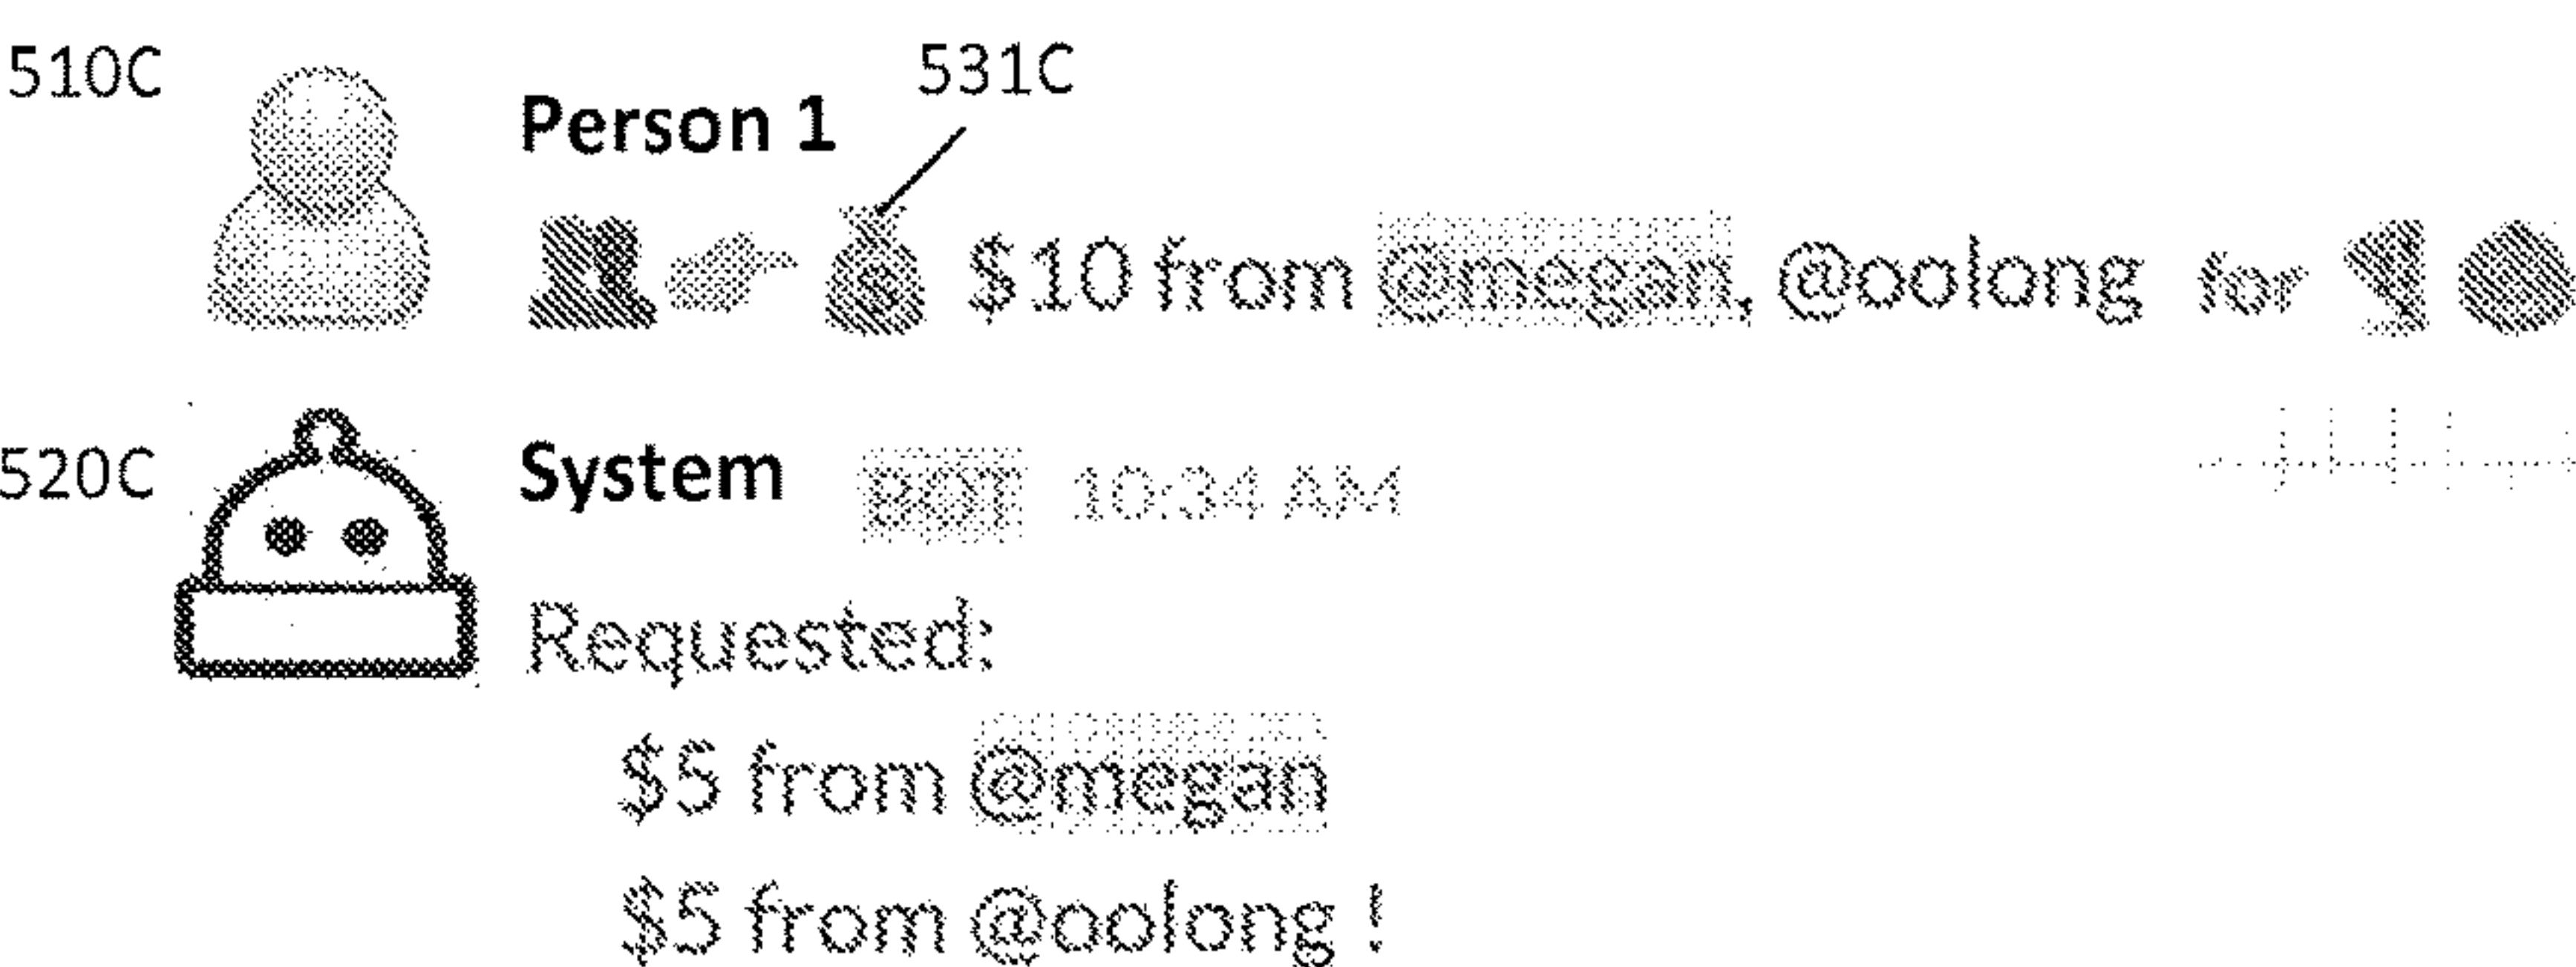 510C
531C
Person 1
$10 from @megan, @oolong for
520C
System BOT 10:34 AM
Requested:
$5 from @megan
$5 from @oolong !